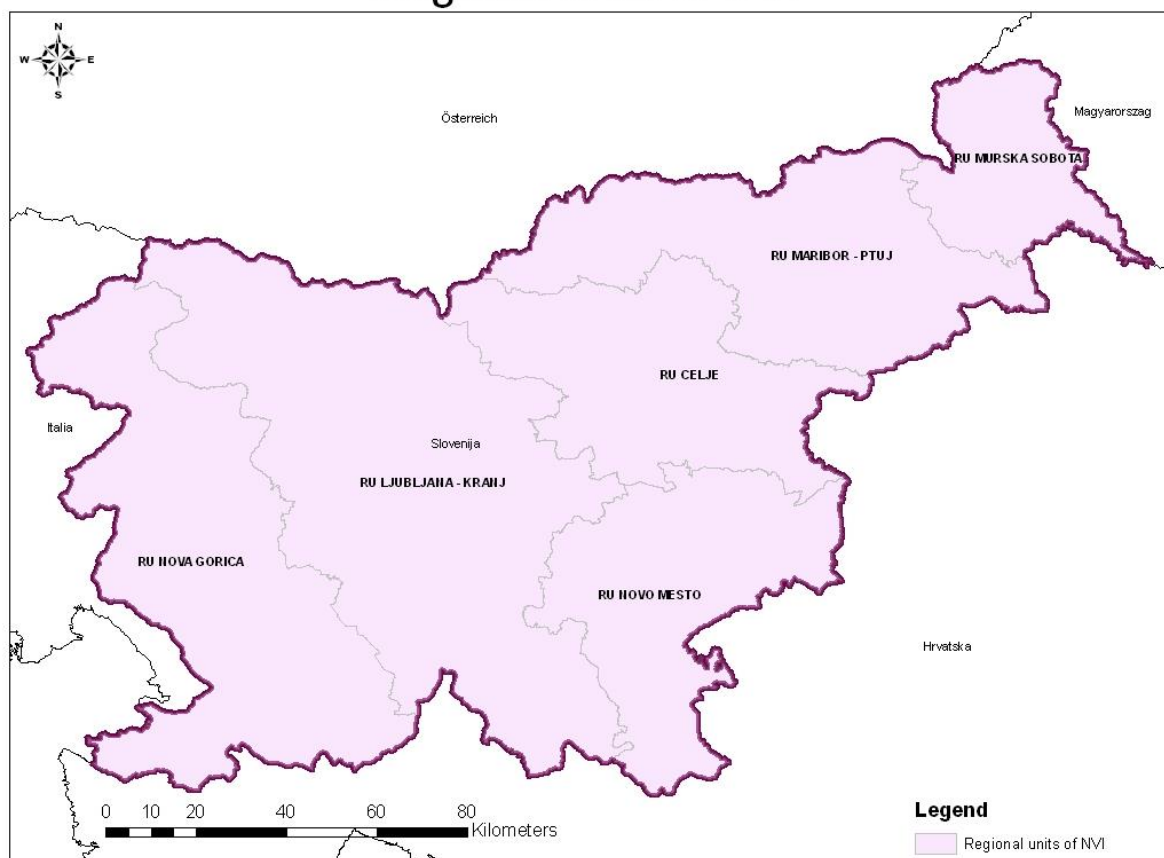 N
W E
S
Österreich
Magyarorszag
RU MURSKA SOBOTA
RU MARIBOR - PTUJ
RU CELJE
Italia
Slovenija
RU LJUBLJANA - KRANJ
RU NOVA GORICA
RU NOVO MESTO
Hrvatska
0 10 20 40 60 80
Kilometers
Legend
Regional units of NVI